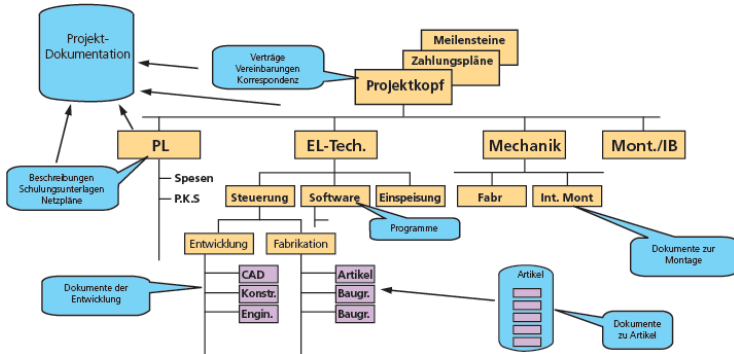 Projekt-
Dokumentation
Meilensteine
Zahlungspläne
Projektkopf
Verträge
Vereinbarungen
Korrespondenz
PL
EL-Tech.
Mechanik
Mont./IB
Beschreibungen
Schulungsunterlagen
Netzpläne
Spesen
P.K.S
Steuerung
Software
Einspeisung
Fabr
Int. Mont
Programme
Entwicklung
Fabrikation
Dokumente zur
Montage
Dokumente der
Entwicklung
CAD
Konstr.
Engin.
Artikel
Baugr.
Baugr.
Artikel
Dokumente
zu Artikel